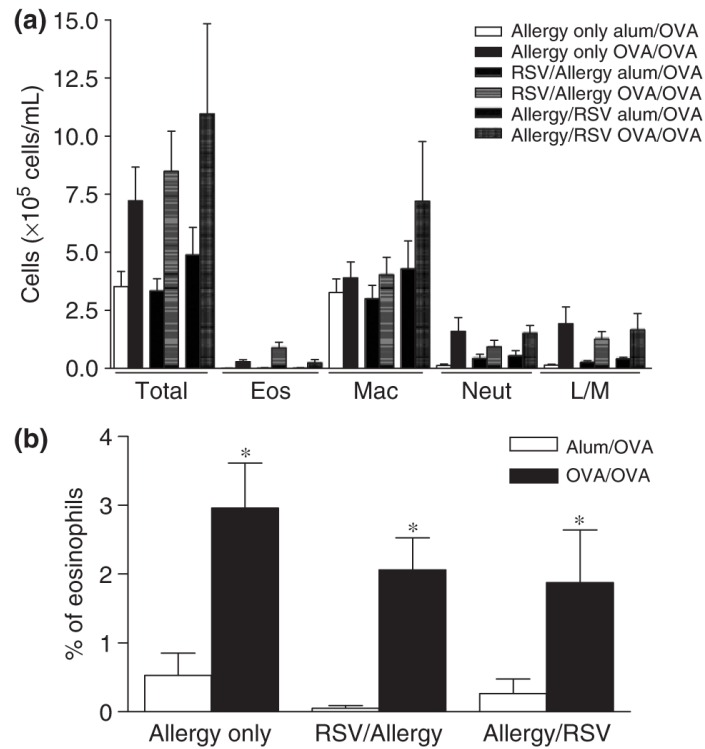 (a)
Cells (×10⁵ cells/mL)
15.0
12.5
10.0
7.5
5.0
2.5
0.0
Total Eos Mac Neut L/M
Allergy only alum/OVA
Allergy only OVA/OVA
RSV/Allergy alum/OVA
RSV/Allergy OVA/OVA
Allergy/RSV alum/OVA
Allergy/RSV OVA/OVA
(b)
% of eosinophils
4
3
2
1
0
* * *
Alum/OVA
OVA/OVA
Allergy only RSV/Allergy Allergy/RSV